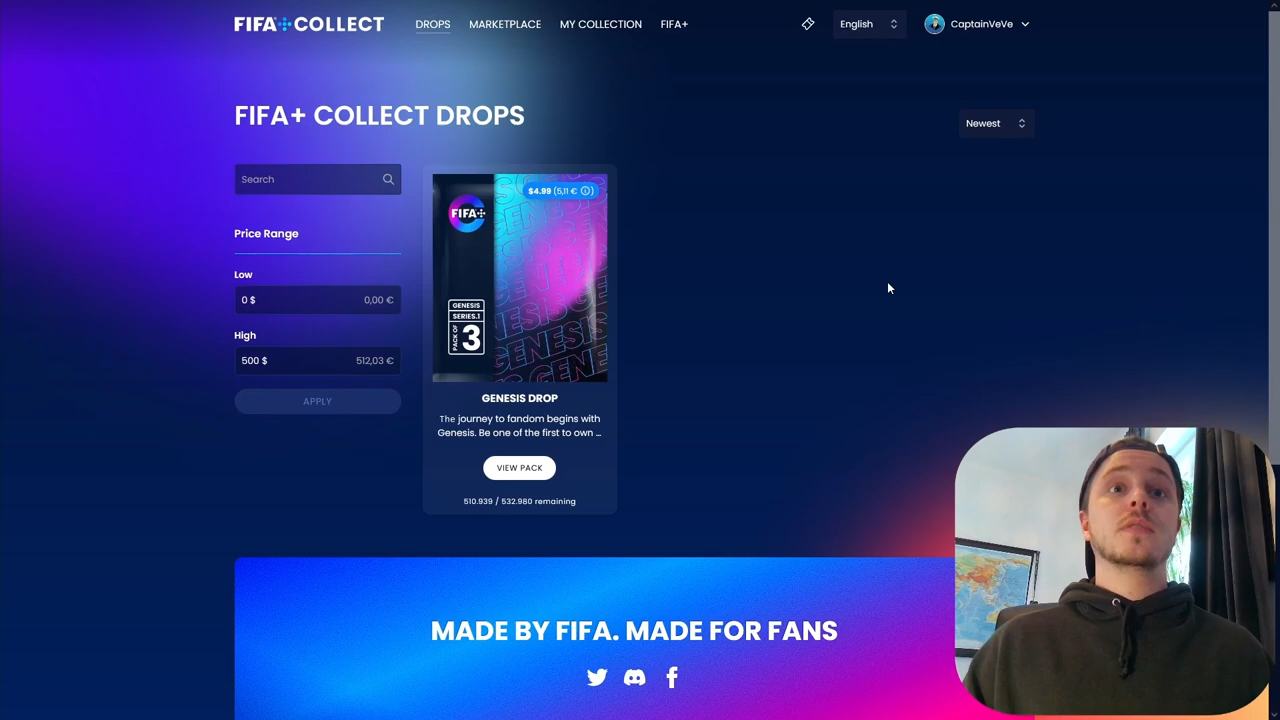 FIFA+COLLECT
DROPS
MARKETPLACE
MY COLLECTION
FIFA+
English
CaptainVeVe
FIFA+ COLLECT DROPS
Newest
Search
Price Range
Low
0 $ 0,00 €
High
500 $ 512,03 €
APPLY
$4.99 (5,11 €)
FIFA+
GENESIS
SERIES.1
PACK OF 3
GENESIS
GENESIS
GENESIS
GENESIS DROP
The journey to fandom begins with
Genesis. Be one of the first to own ...
VIEW PACK
510.939 / 532.980 remaining
MADE BY FIFA. MADE FOR FANS